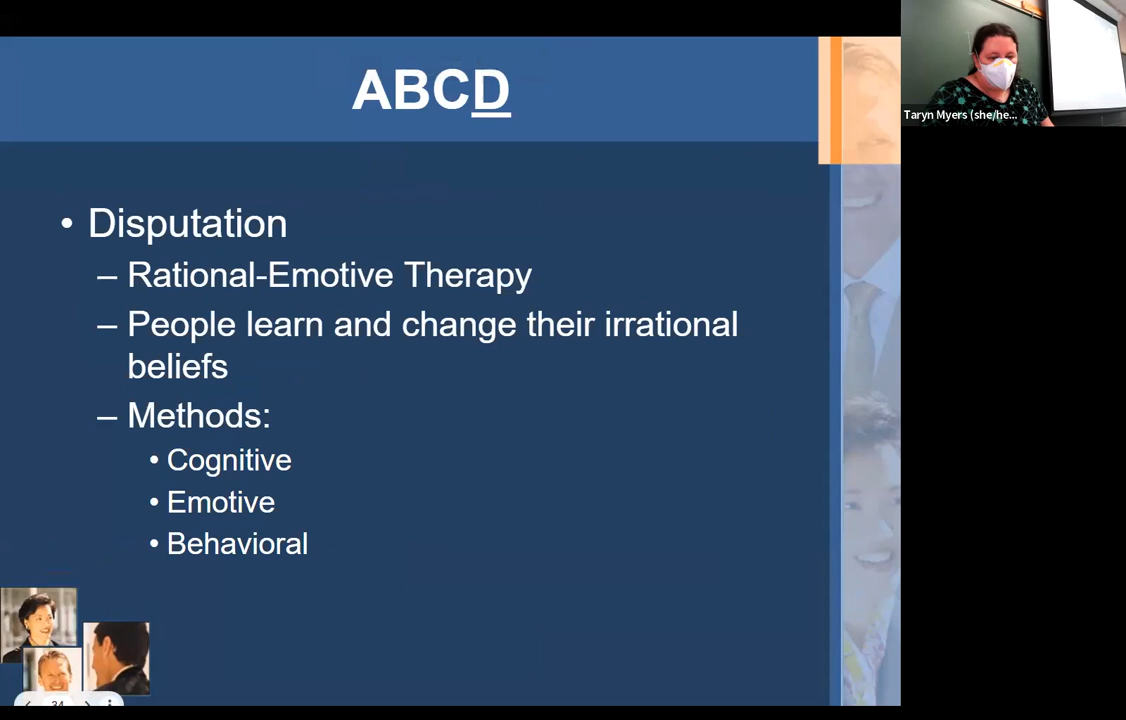 ABCD
• Disputation
– Rational-Emotive Therapy
– People learn and change their irrational
beliefs
– Methods:
• Cognitive
• Emotive
• Behavioral
Taryn Myers (she/he...
34